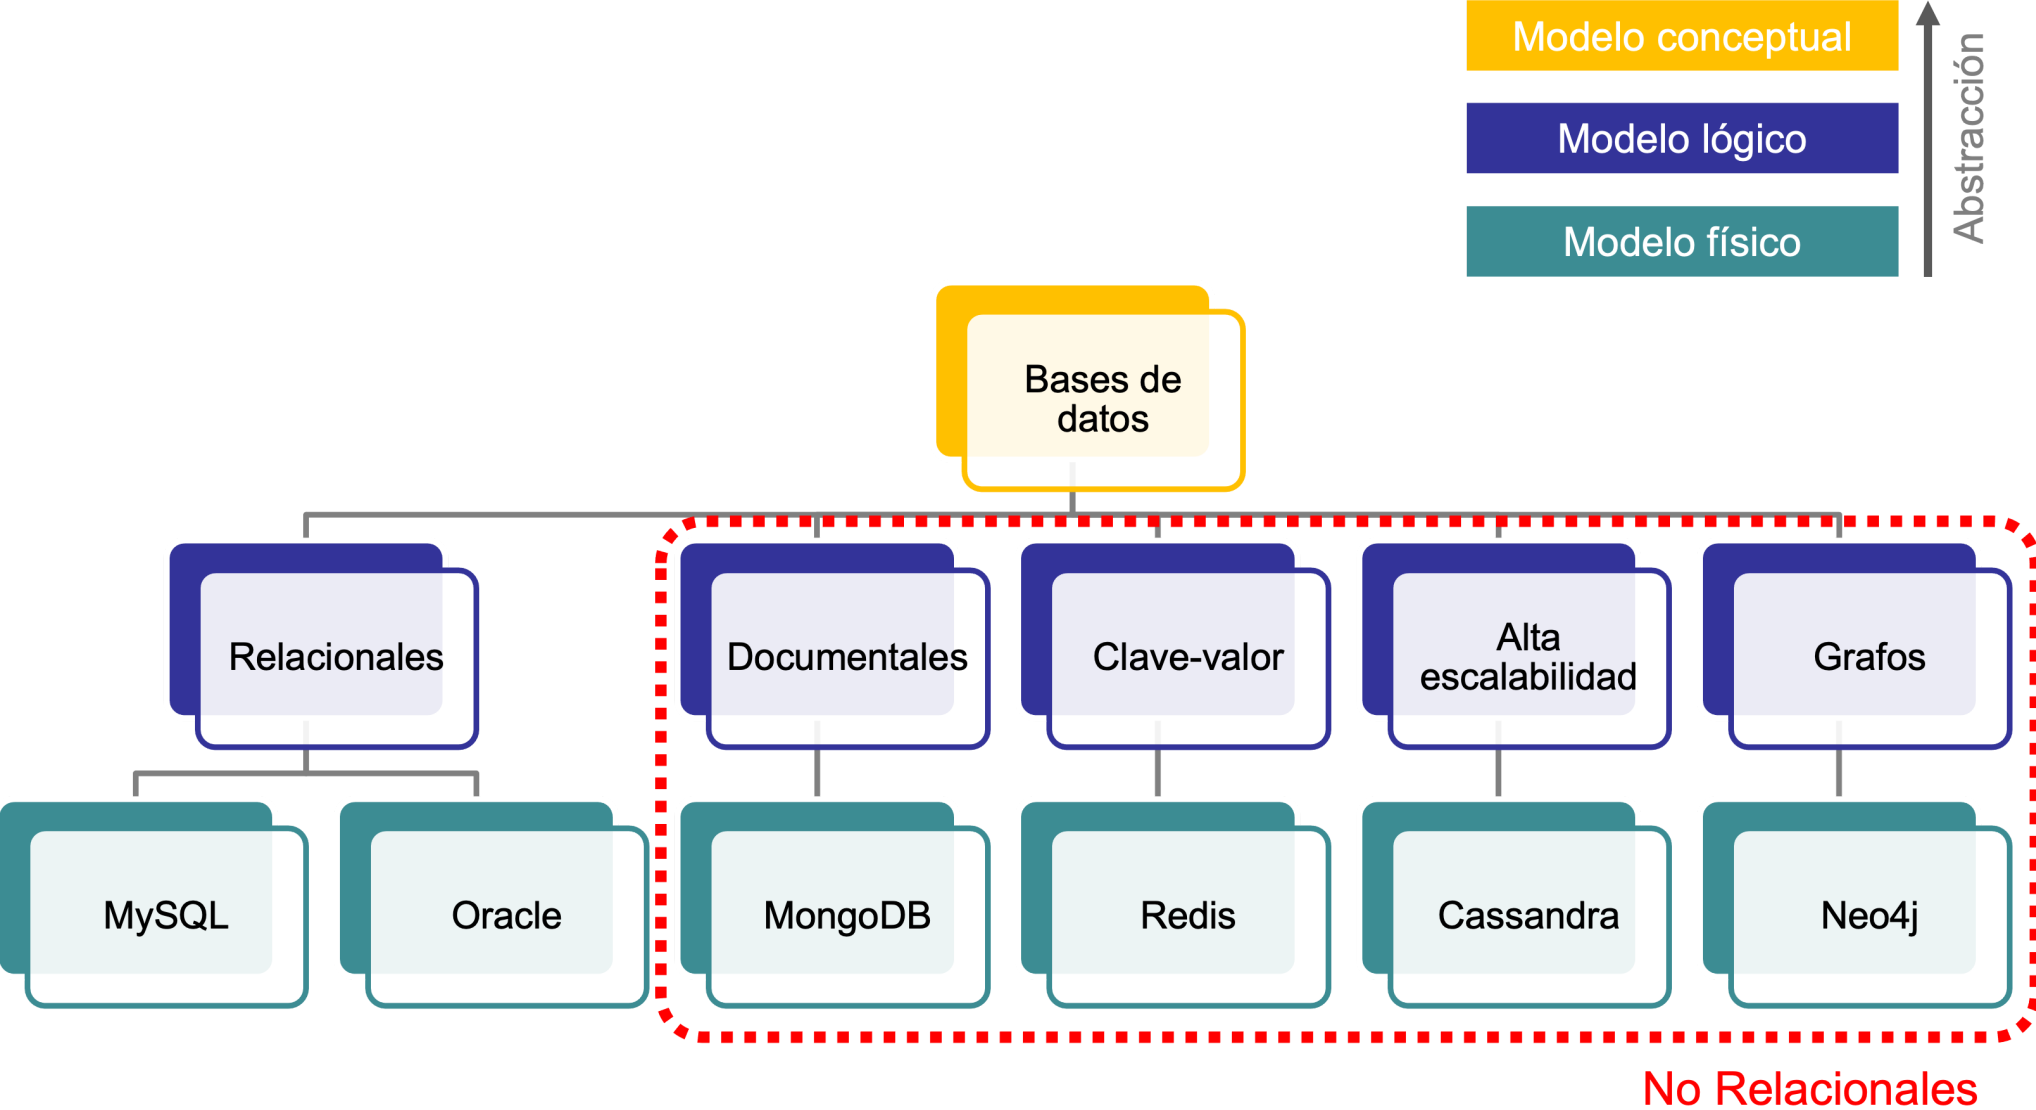 Modelo conceptual
Modelo lógico
Modelo físico
Abstracción
Bases de
datos
Relacionales
Documentales
Clave-valor
Alta
escalabilidad
Grafos
MySQL
Oracle
MongoDB
Redis
Cassandra
Neo4j
No Relacionales